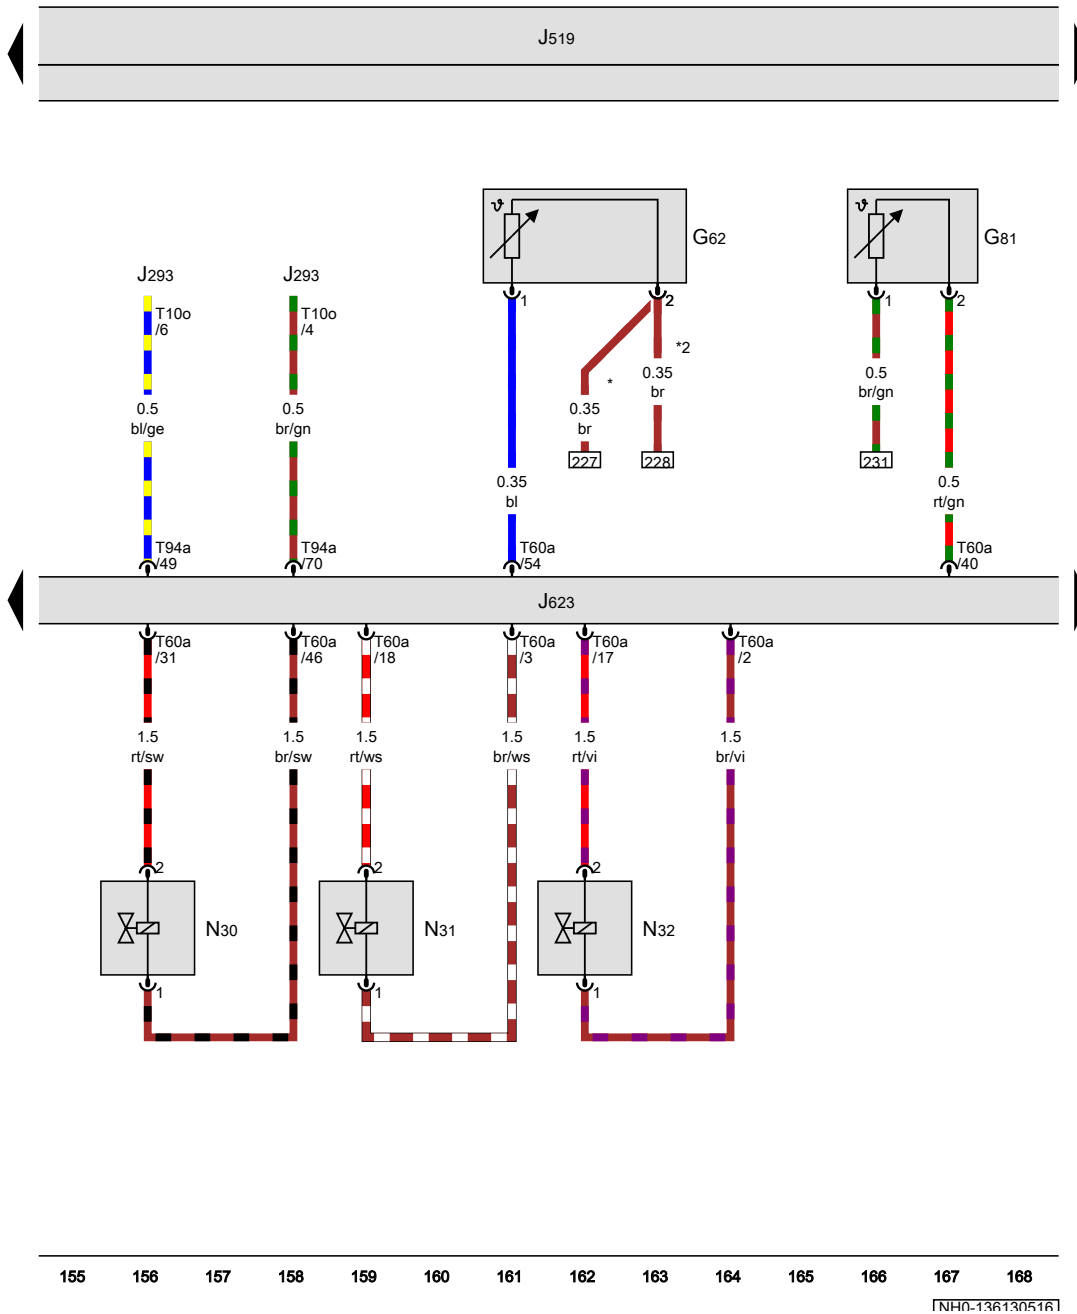 J519
G62
G81
J293
J293
1
2
1
2
T10o
/6
T10o
/4
*2
0.35
br
*
0.5
br/gn
0.5
bl/ge
0.5
br/gn
0.35
br
227
228
231
0.35
bl
0.5
rt/gn
T94a
/49
T94a
/70
T60a
/54
T60a
/40
J623
T60a
/31
T60a
/46
T60a
/18
T60a
/3
T60a
/17
T60a
/2
1.5
rt/sw
1.5
br/sw
1.5
rt/ws
1.5
br/ws
1.5
rt/vi
1.5
br/vi
2
2
2
N30
N31
N32
1
1
1
155 156 157 158 159 160 161 162 163 164 165 166 167 168
NH0-136130516